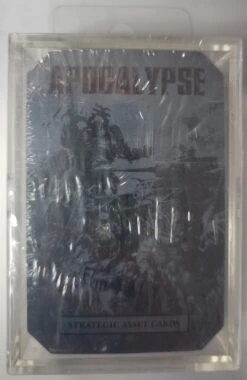 APOCALYPSE
STRATEGIC ASSET CARDS